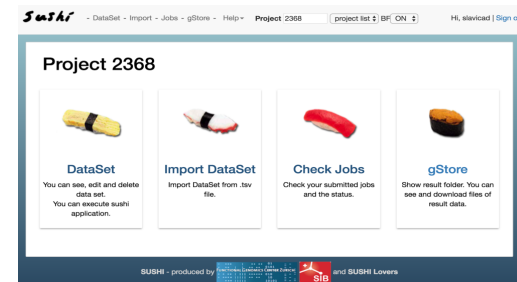 Sushi - DataSet - Import - Jobs - gStore - Help Project 2368 project list BF ON Hi, slavicad | Sign
Project 2368
DataSet
You can see, edit and delete
data set.
You can execute sushi
application.
Import DataSet
Import DataSet from .tsv
file.
Check Jobs
Check your submitted jobs
and the status.
gStore
Show result folder. You can
see and download files of
result data.
SUSHI - produced by FUNCTIONAL GENOMICS CENTER ZURICH SIB and SUSHI Lovers